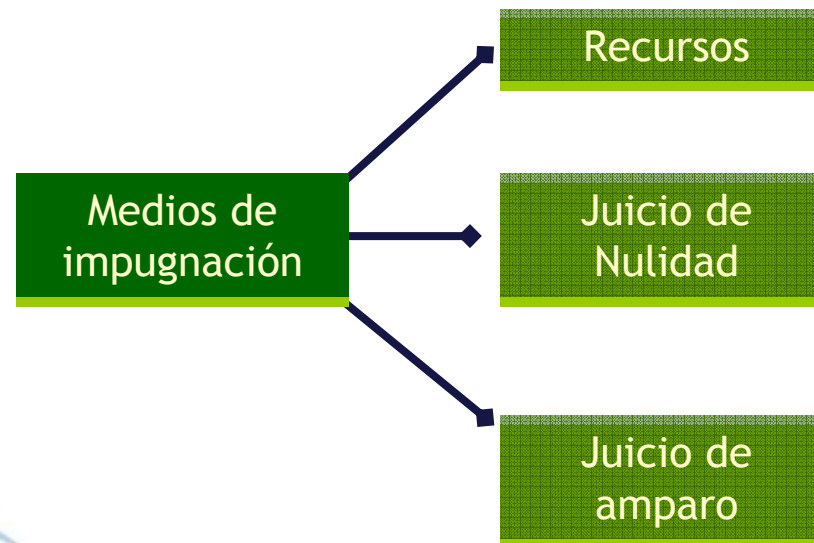 Recursos
Medios de
impugnación
Juicio de
Nulidad
Juicio de
amparo